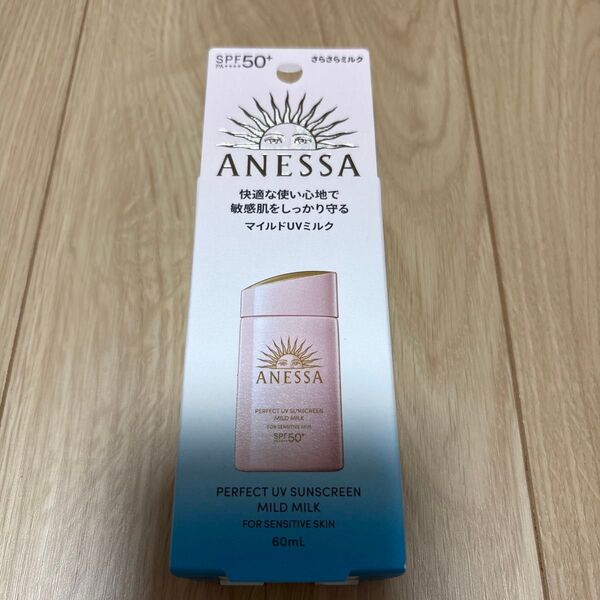 SPF50+
PA++++
さらさらミルク
ANESSA
快適な使い心地で
敏感肌をしっかり守る
マイルドUVミルク
ANESSA
PERFECT UV SUNSCREEN
MILD MILK
FOR SENSITIVE SKIN
SPF50+
PA++++
PERFECT UV SUNSCREEN
MILD MILK
FOR SENSITIVE SKIN
60mL